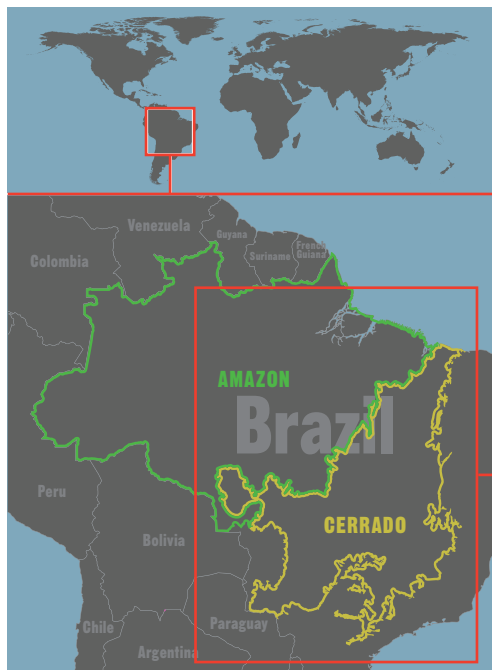 Venezuela
Guyana
Colombia
Suriname
French
Guiana
AMAZON
Brazil
Peru
CERRADO
Bolivia
Chile
Paraguay
Argentina